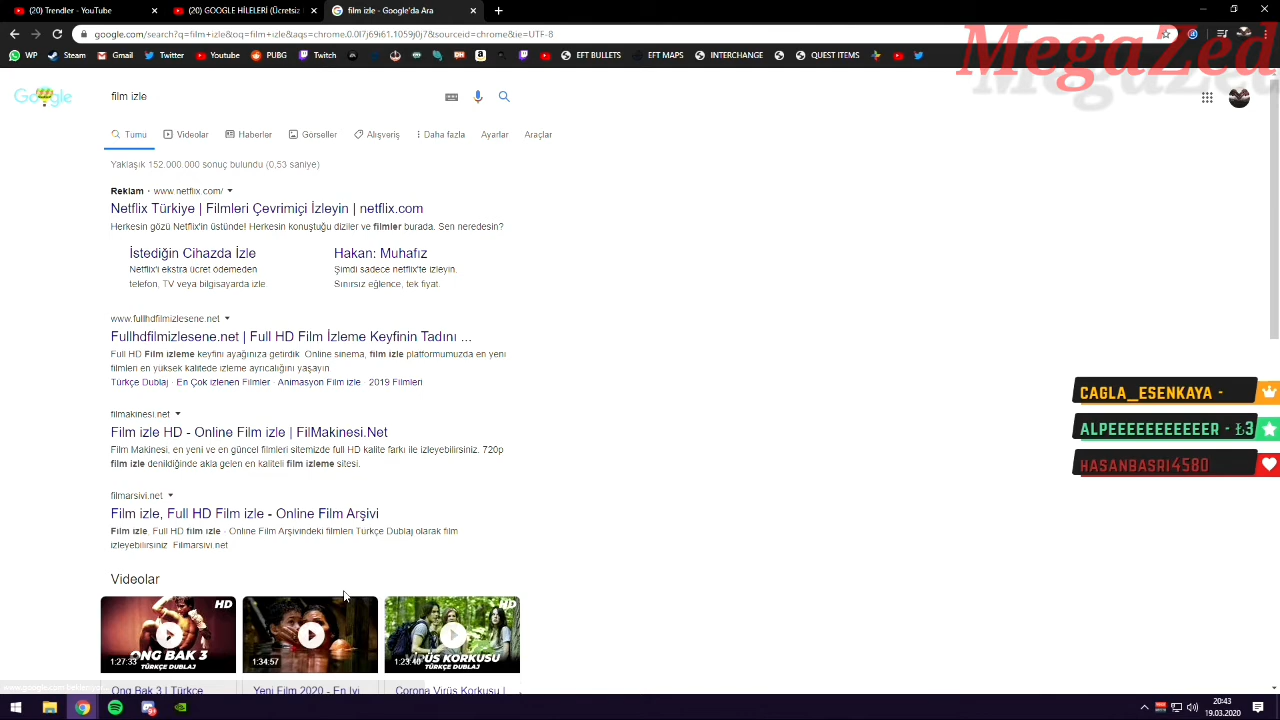 (20) Trendler - YouTube
(20) GOOGLE HİLELERİ (Ücretsiz
film izle - Google'da Ara
google.com/search?q=film+izle&oq=film+izle&aqs=chrome.0.0l7j69i61.1059j0j7&sourceid=chrome&ie=UTF-8
MegaZed
WP
Steam
Gmail
Twitter
Youtube
Reddit
PUBG
Twitch
EFT BULLETS
EFT MAPS
INTERCHANGE
QUEST ITEMS
Google
film izle
Tümü
Videolar
Haberler
Görseller
Alışveriş
Daha fazla
Ayarlar
Araçlar
Yaklaşık 152.000.000 sonuç bulundu (0,53 saniye)
Reklam · www.netflix.com/
Netflix Türkiye | Filmleri Çevrimiçi İzleyin | netflix.com
Herkesin gözü Netflix'in üstünde! Herkesin konuştuğu diziler ve filmler burada. Sen neredesin?
İstediğin Cihazda İzle
Hakan: Muhafız
Netflix'i ekstra ücret ödemeden
Şimdi sadece netflix'te izleyin.
telefon, TV veya bilgisayarda izle.
Sınırsız eğlence, tek fiyat.
www.fullhdfilmizlesene.net
Fullhdfilmizlesene.net | Full HD Film İzleme Keyfinin Tadını ...
Full HD Film izleme keyfini ayağınıza getirdik. Online sinema, film izle platformumuzda en yeni
filmleri en yüksek kalitede izleme ayrıcalığını yaşayın.
Türkçe Dublaj · En Çok izlenen Filmler · Animasyon Film izle · 2019 Filmleri
CAGLA_ESENKAYA -
filmakinesi.net
ALPEEEEEEEEEEER - Ł3
Film izle HD - Online Film izle | FilMakinesi.Net
Film Makinesi, en yeni ve en güncel filmleri sitemizde full HD kalite farkı ile izleyebilirsiniz. 720p
film izle denildiğinde akla gelen en kaliteli film izleme sitesi.
HASANBASRI4580
filmarsivi.net
Film izle, Full HD Film izle - Online Film Arşivi
Film izle, Full HD film izle - Online Film Arşivindeki filmleri Türkçe Dublaj olarak film
izleyebilirsiniz. Filmarsivi.net
Videolar
HD
HD
ONG BAK 3
TÜRKÇE DUBLAJ
1:27:33
1:34:57
VİRÜS KORKUSU
TÜRKÇE DUBLAJ
1:23:40
Ong Bak 3 | Türkçe
Yeni Film 2020 - En İyi
Corona Virüs Korkusu |
20:43
19.03.2020